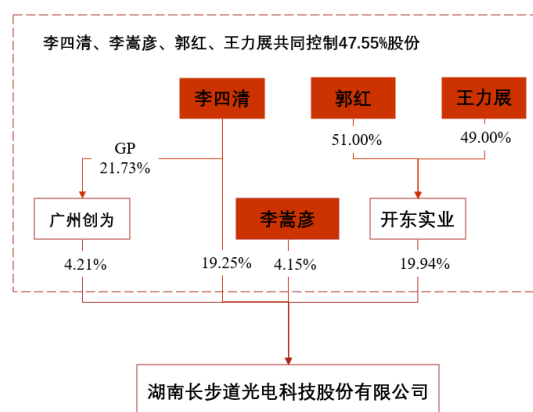 李四清、李嵩彦、郭红、王力展共同控制47.55%股份
李四清
郭红
王力展
GP
21.73%
51.00%
49.00%
广州创为
李嵩彦
开东实业
4.21%
19.25%
4.15%
19.94%
湖南长步道光电科技股份有限公司